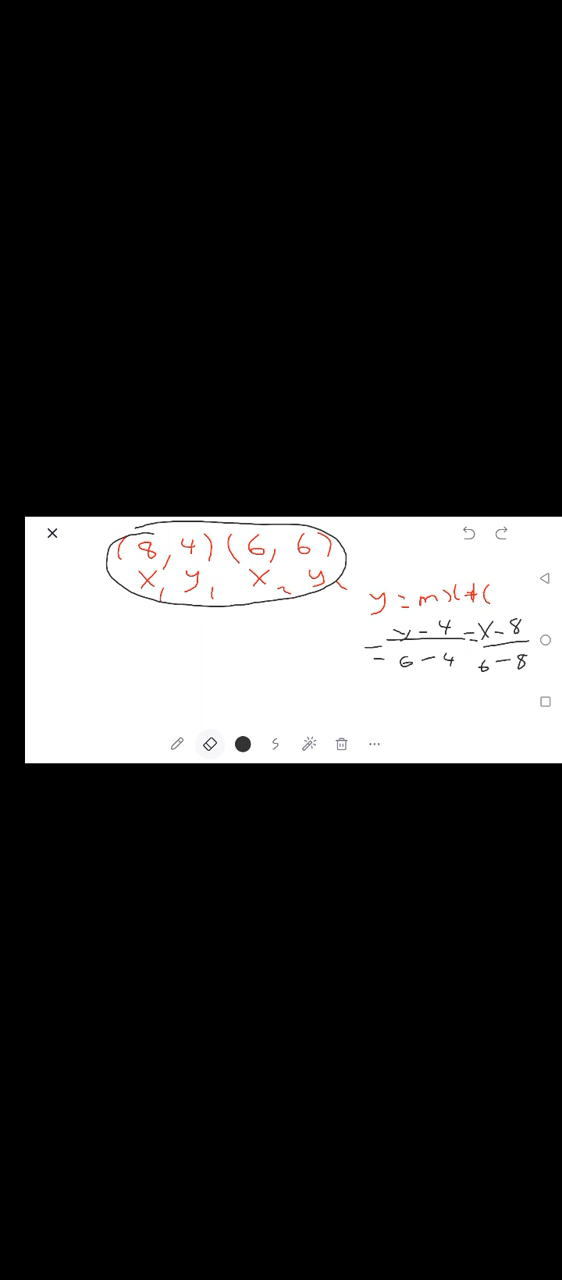 (8, 4) (6, 6)
x₁ y₁ x₂ y₂
y = mx + c
= y - 4 / 6 - 4 = x - 8 / 6 - 8